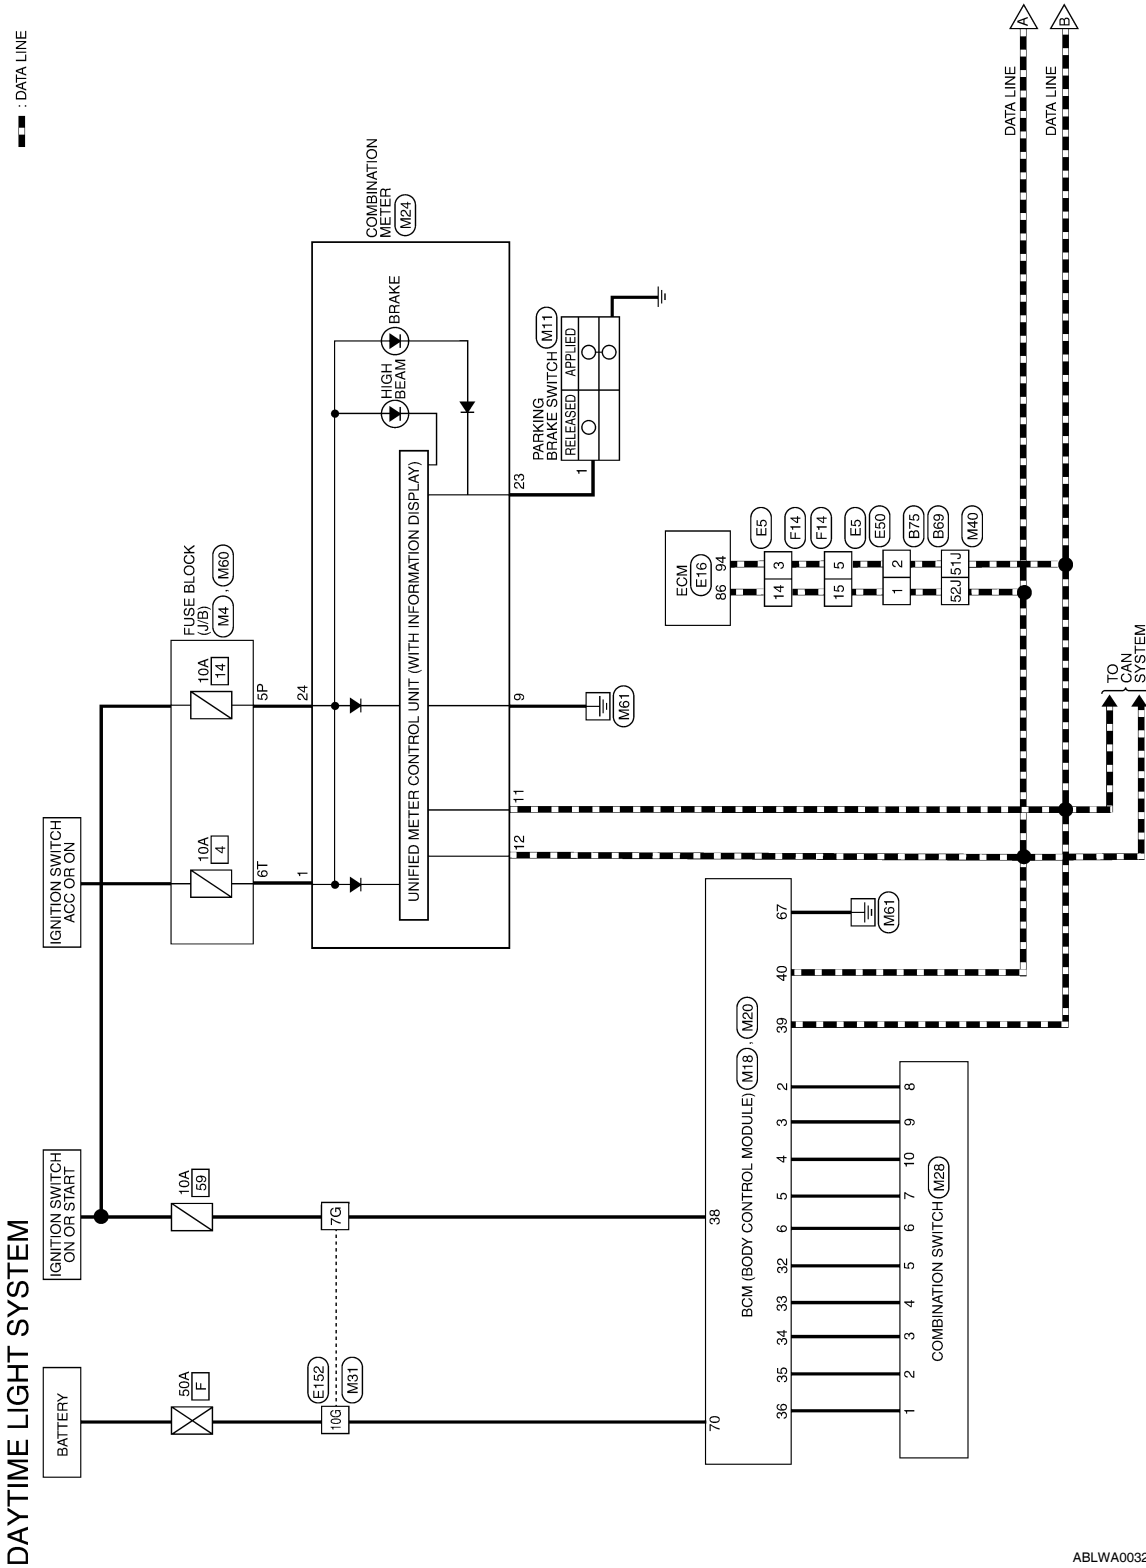 DAYTIME LIGHT SYSTEM
: DATA LINE
BATTERY
IGNITION SWITCH
ON OR START
IGNITION SWITCH
ACC OR ON
50A
F
10A
59
10A
4
10A
14
FUSE BLOCK
(J/B)
M4 , M60
E152
10G
M31
7G
6T
5P
1
24
COMBINATION
METER
M24
HIGH
BEAM
BRAKE
UNIFIED METER CONTROL UNIT (WITH INFORMATION DISPLAY)
12
11
9
23
M61
PARKING
BRAKE SWITCH
M11
RELEASED
APPLIED
1
70
38
BCM (BODY CONTROL MODULE) M18 , M20
36
35
34
33
32
6
5
4
3
2
39
40
67
M61
1
2
3
4
5
6
7
10
9
8
COMBINATION SWITCH M28
ECM
E16
86
94
14
3
E5
F14
15
5
F14
E5
1
2
E50
B75
52J
51J
B69
M40
DATA LINE
A
DATA LINE
B
TO
CAN
SYSTEM
ABLWA0032